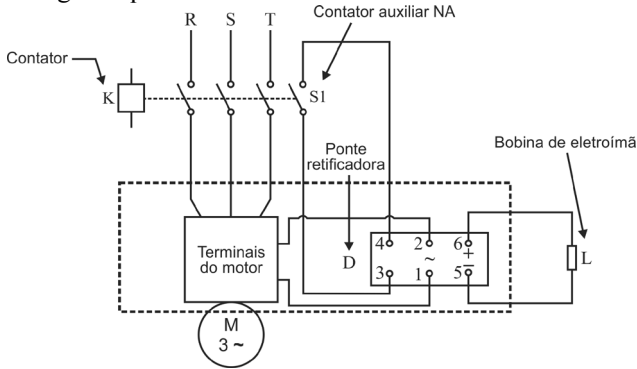 Contator auxiliar NA
R S T
Contator
K
S1
Ponte
retificadora
Bobina de eletroímã
Terminais
do motor
D
4 2 6
~ +
–
3 1 5
L
M
3 ~